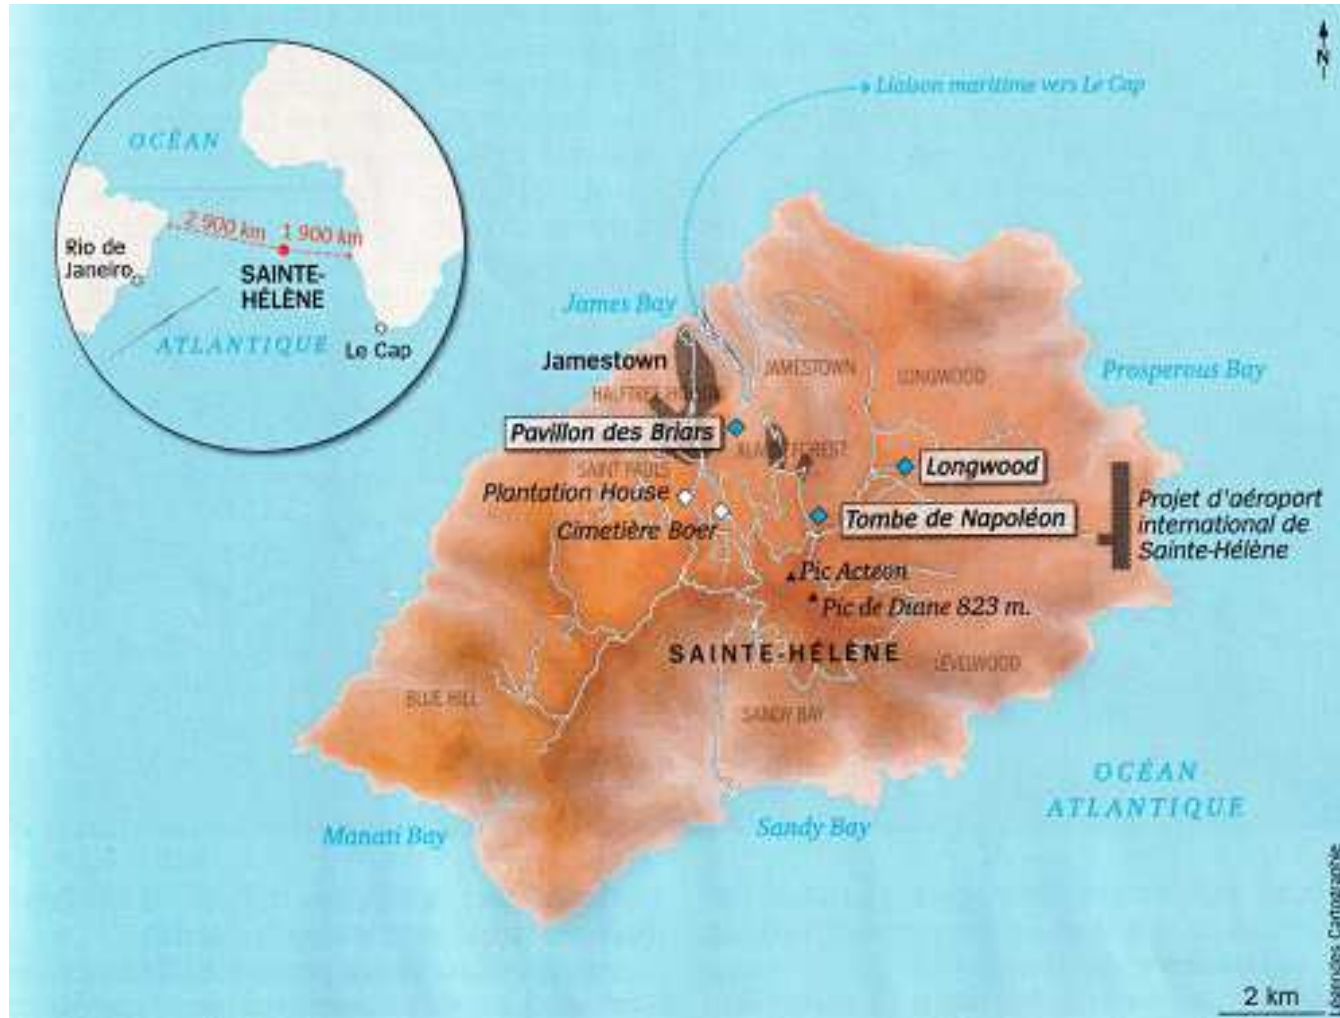 N
Liaison maritime vers Le Cap
OCÉAN
2 900 km
1 900 km
Rio de
Janeiro
SAINTE-
HÉLÈNE
ATLANTIQUE
Le Cap
James Bay
Jamestown
JAMESTOWN
LONGWOOD
Prosperous Bay
Pavillon des Briars
FOREST
SAINT PAULS
Longwood
Plantation House
Cimetière Boer
Tombe de Napoléon
Projet d'aéroport
international de
Sainte-Hélène
Pic Acteon
Pic de Diane 823 m.
SAINTE-HÉLÈNE
LEVELWOOD
BLUE HILL
SANDY BAY
OCÉAN
ATLANTIQUE
Manati Bay
Sandy Bay
2 km
Légendes Cartographie